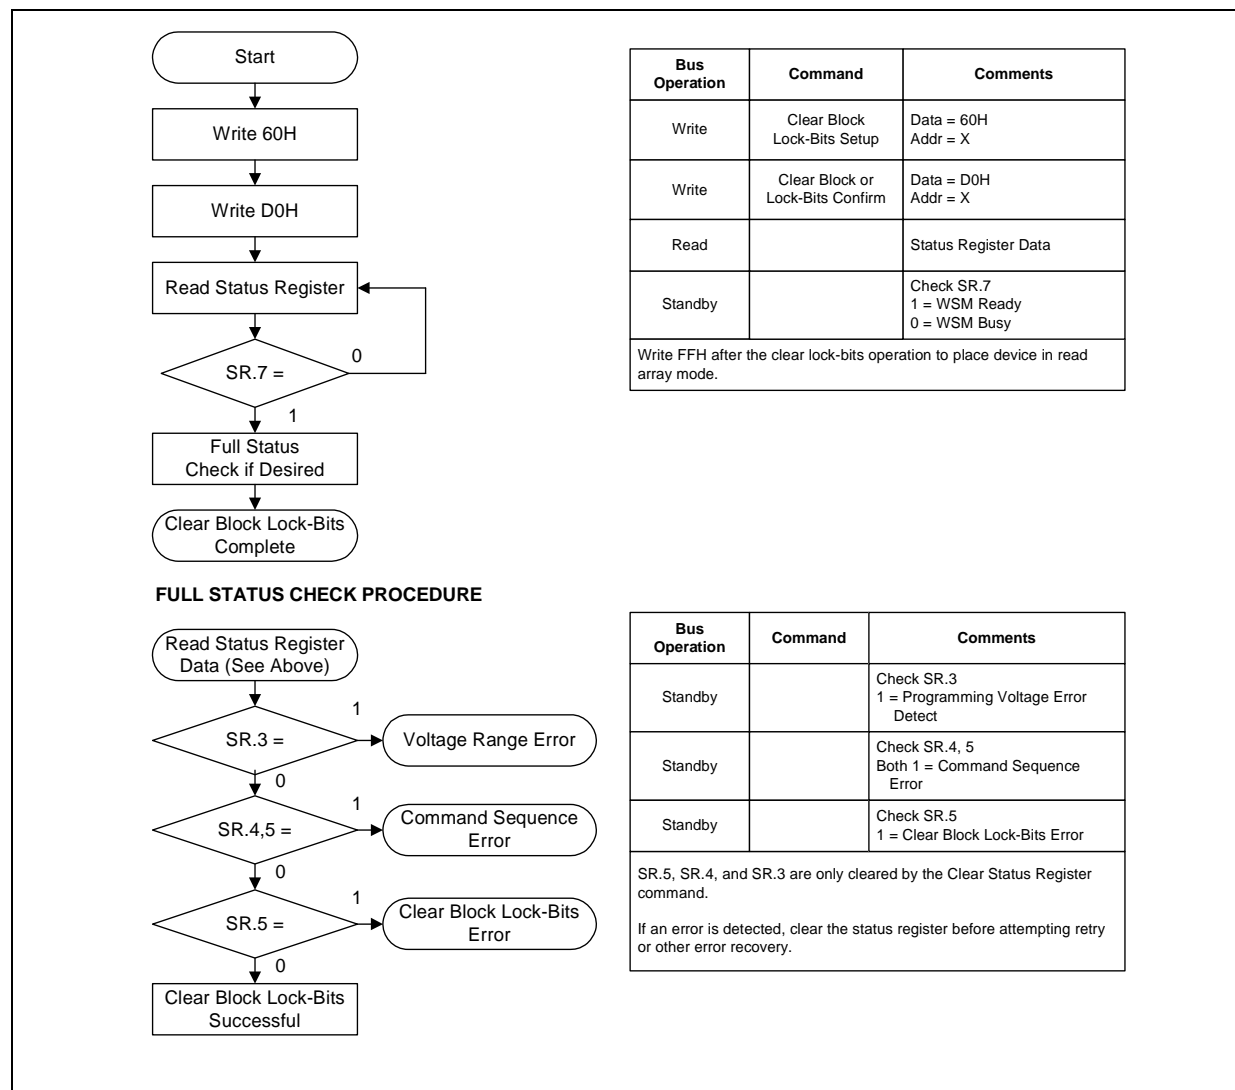 Start
Write 60H
Write D0H
Read Status Register
SR.7 =
0
1
Full Status
Check if Desired
Clear Block Lock-Bits
Complete
Bus
Operation
Command
Comments
Write
Clear Block
Lock-Bits Setup
Data = 60H
Addr = X
Write
Clear Block or
Lock-Bits Confirm
Data = D0H
Addr = X
Read
Status Register Data
Standby
Check SR.7
1 = WSM Ready
0 = WSM Busy
Write FFH after the clear lock-bits operation to place device in read
array mode.
FULL STATUS CHECK PROCEDURE
Read Status Register
Data (See Above)
SR.3 =
1
Voltage Range Error
0
SR.4,5 =
1
Command Sequence
Error
0
SR.5 =
1
Clear Block Lock-Bits
Error
0
Clear Block Lock-Bits
Successful
Bus
Operation
Command
Comments
Standby
Check SR.3
1 = Programming Voltage Error
Detect
Standby
Check SR.4, 5
Both 1 = Command Sequence
Error
Standby
Check SR.5
1 = Clear Block Lock-Bits Error
SR.5, SR.4, and SR.3 are only cleared by the Clear Status Register
command.
If an error is detected, clear the status register before attempting retry
or other error recovery.